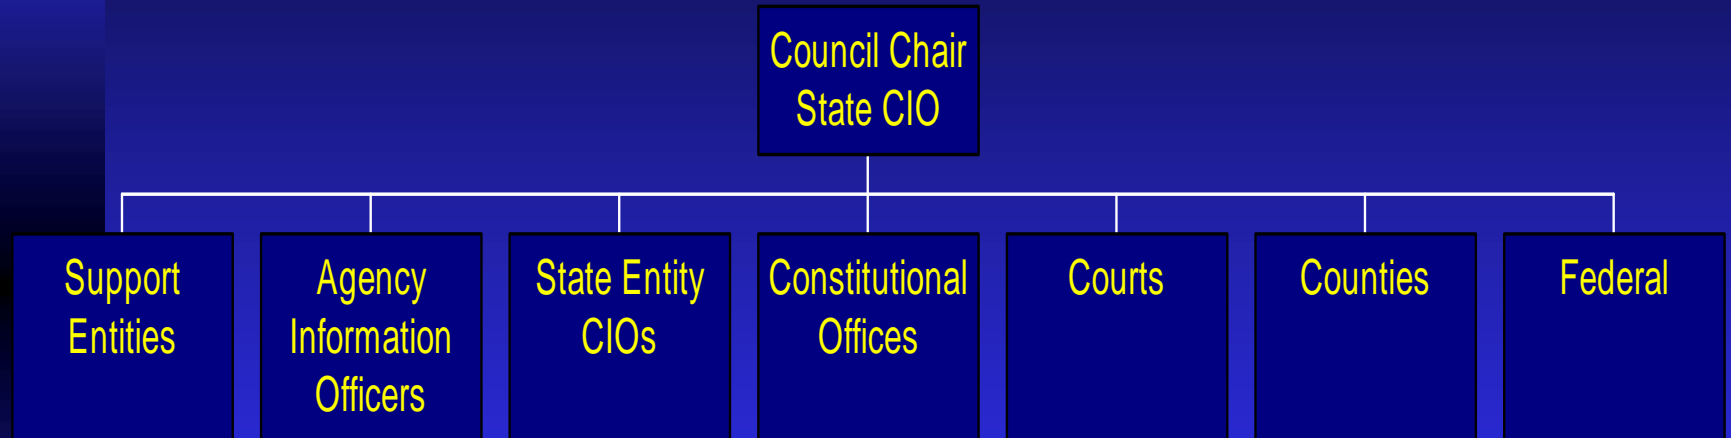 Council Chair
State CIO
Support
Entities
Agency
Information
Officers
State Entity
CIOs
Constitutional
Offices
Courts
Counties
Federal